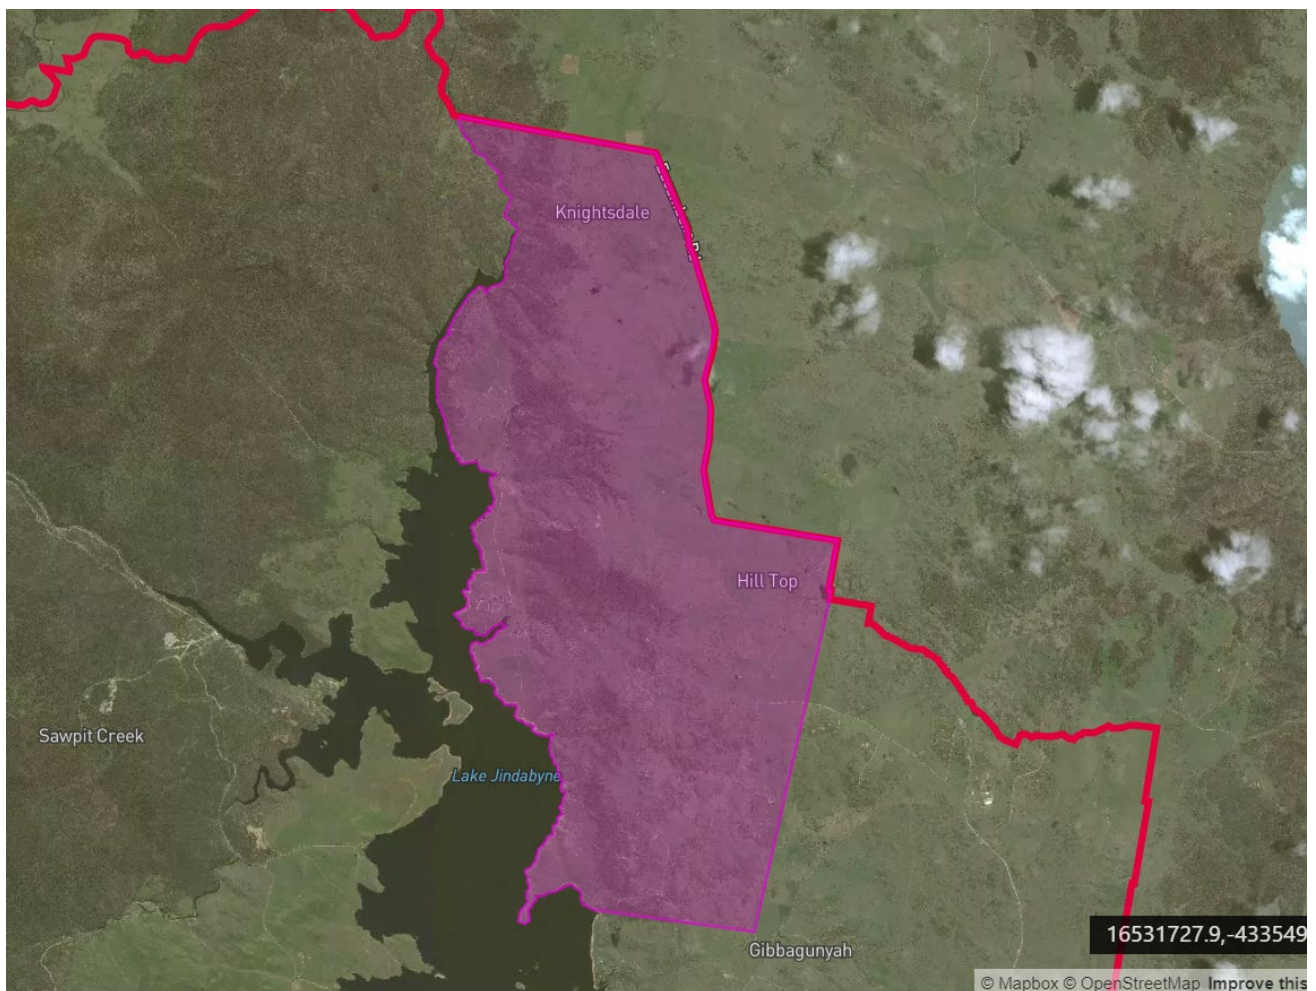 Knightsdale
Hill Top
Sawpit Creek
Lake Jindabyne
Gibbagunyah
16531727.9,-433549
© Mapbox © OpenStreetMap Improve this